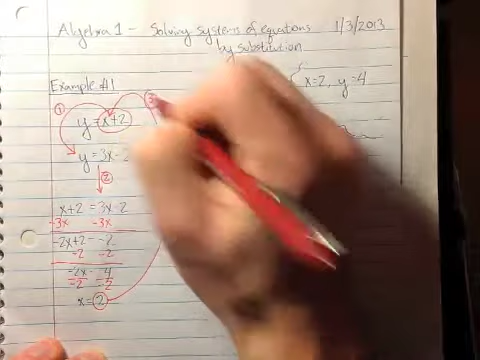 Algebra 1 - Solving systems of equations 1/3/2013
by substitution
Example #1
x=2, y=4
① ③
y=x+2
y=3x-2
②
x+2=3x-2
-3x -3x
-2x+2=-2
-2 -2
-2x=-4
-2 -2
x=2